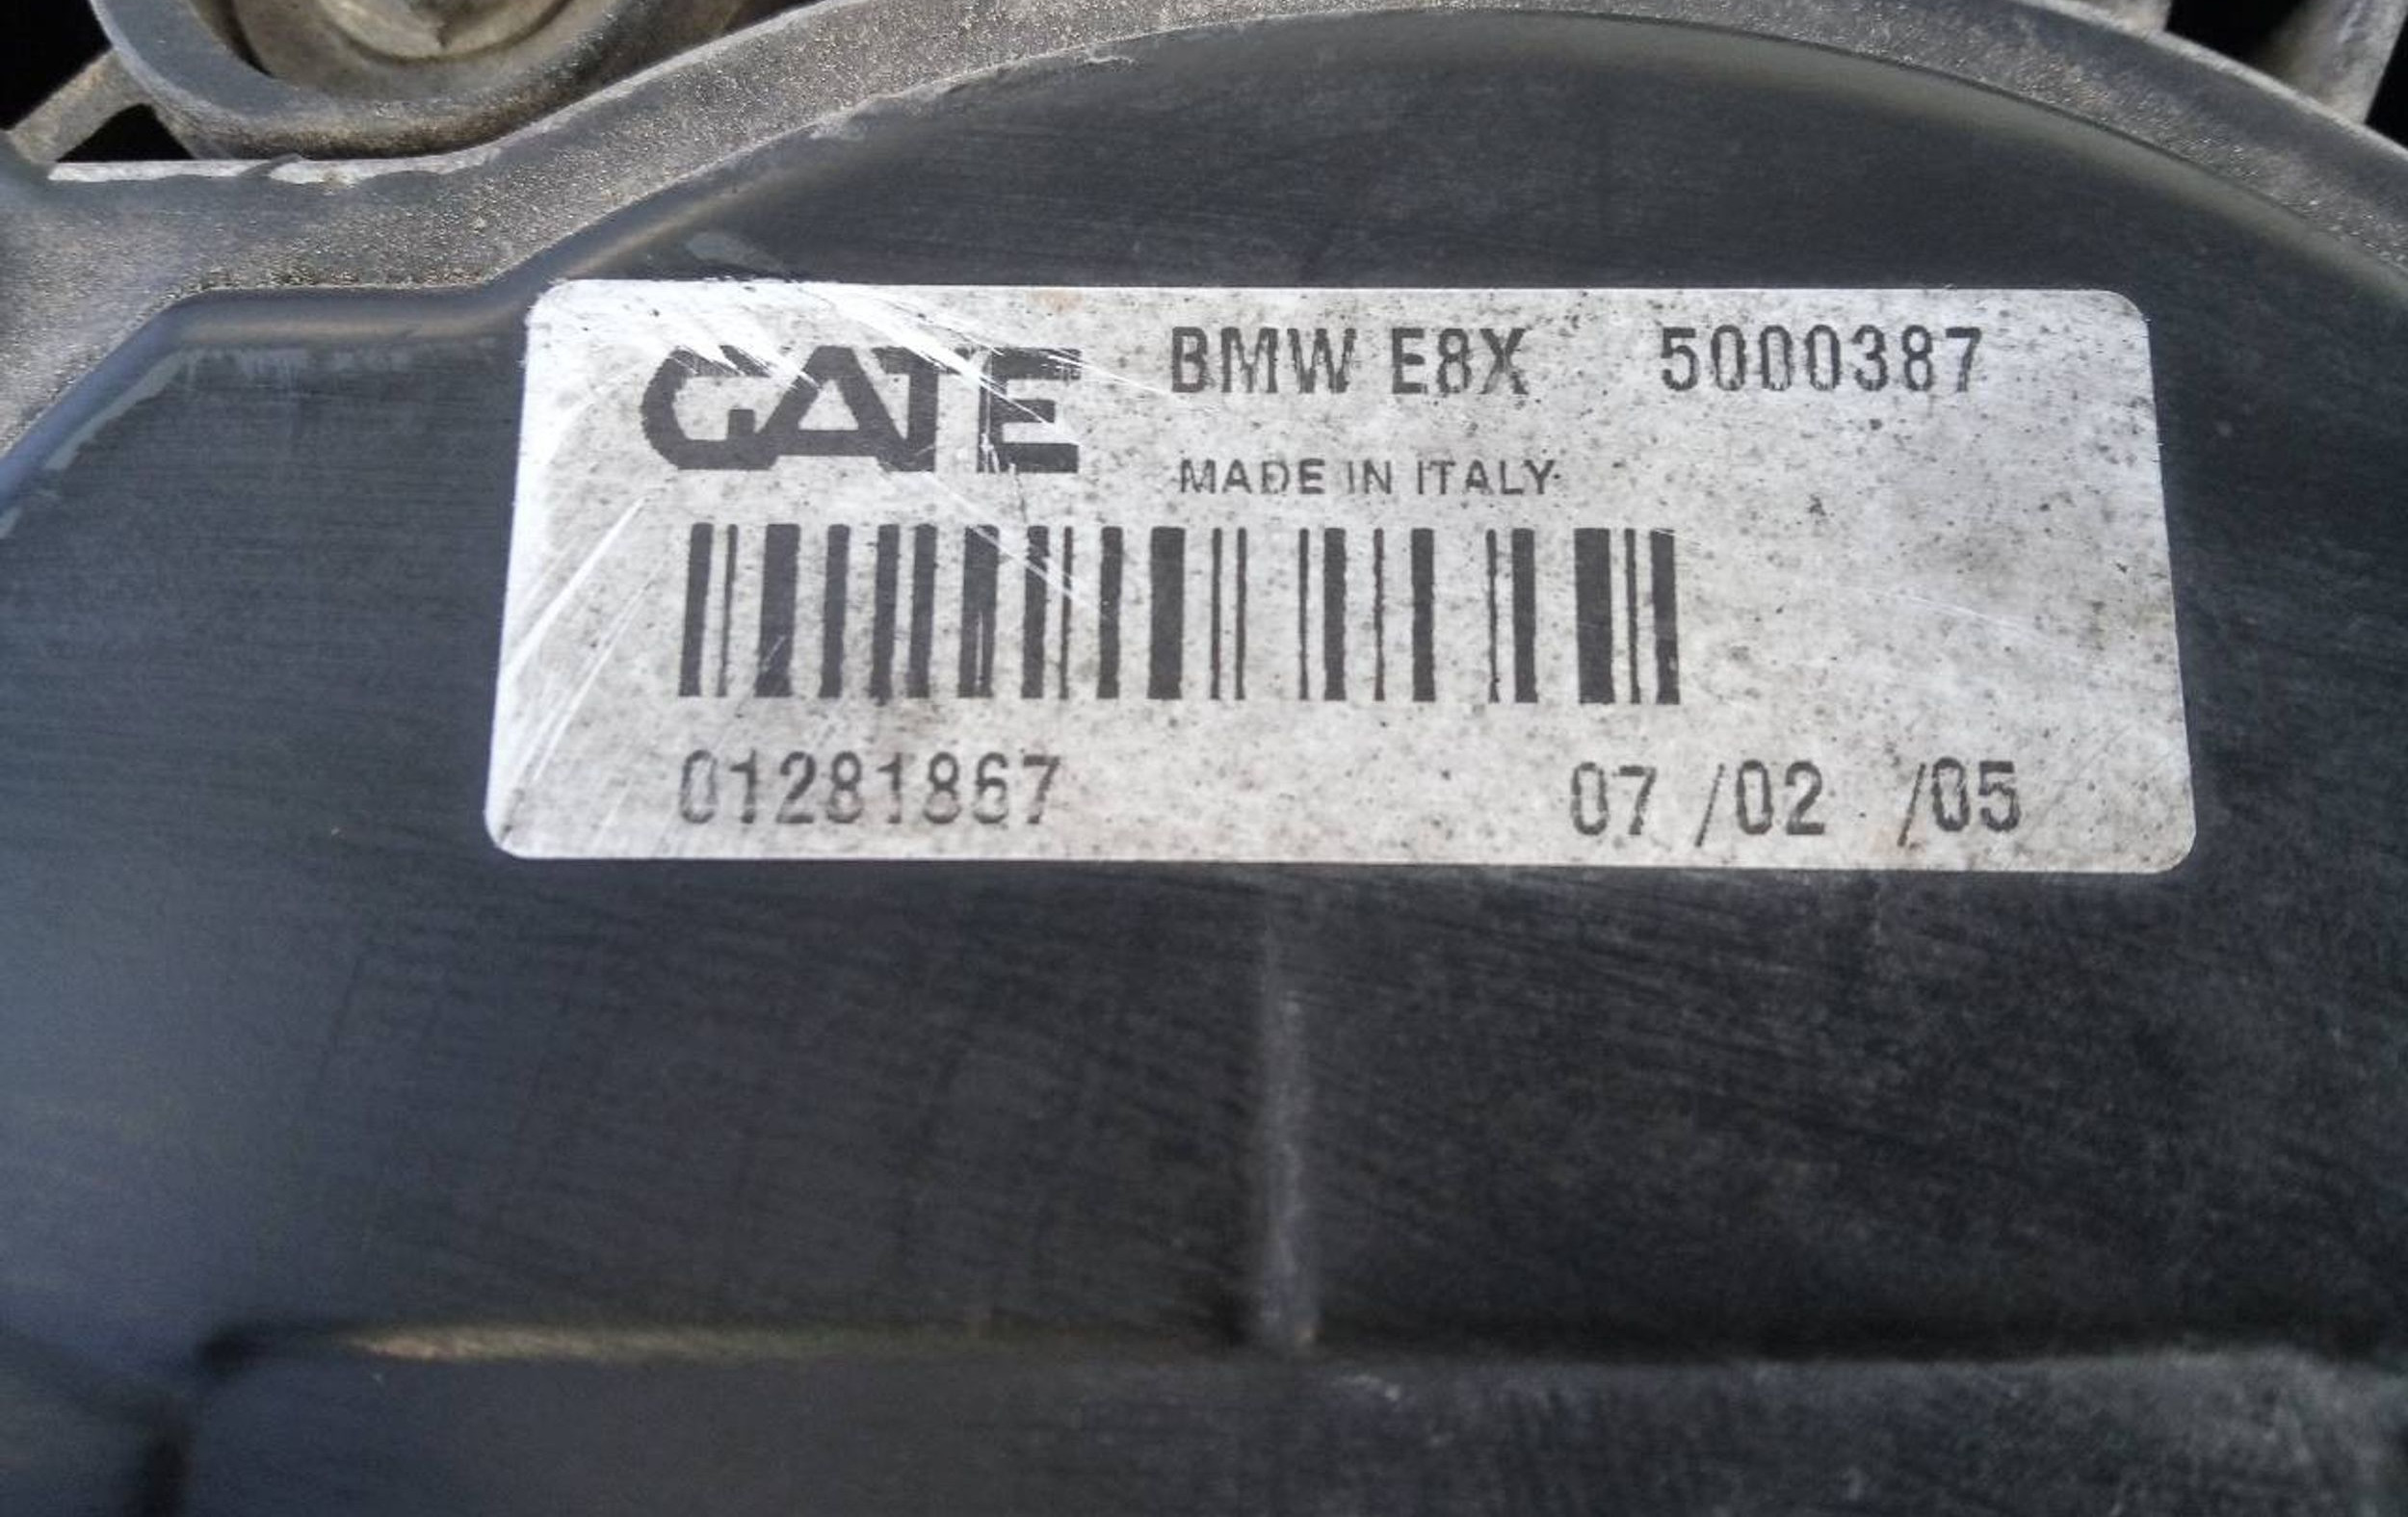 GATE BMW E8X 5000387
MADE IN ITALY
01281867 07 /02 /05